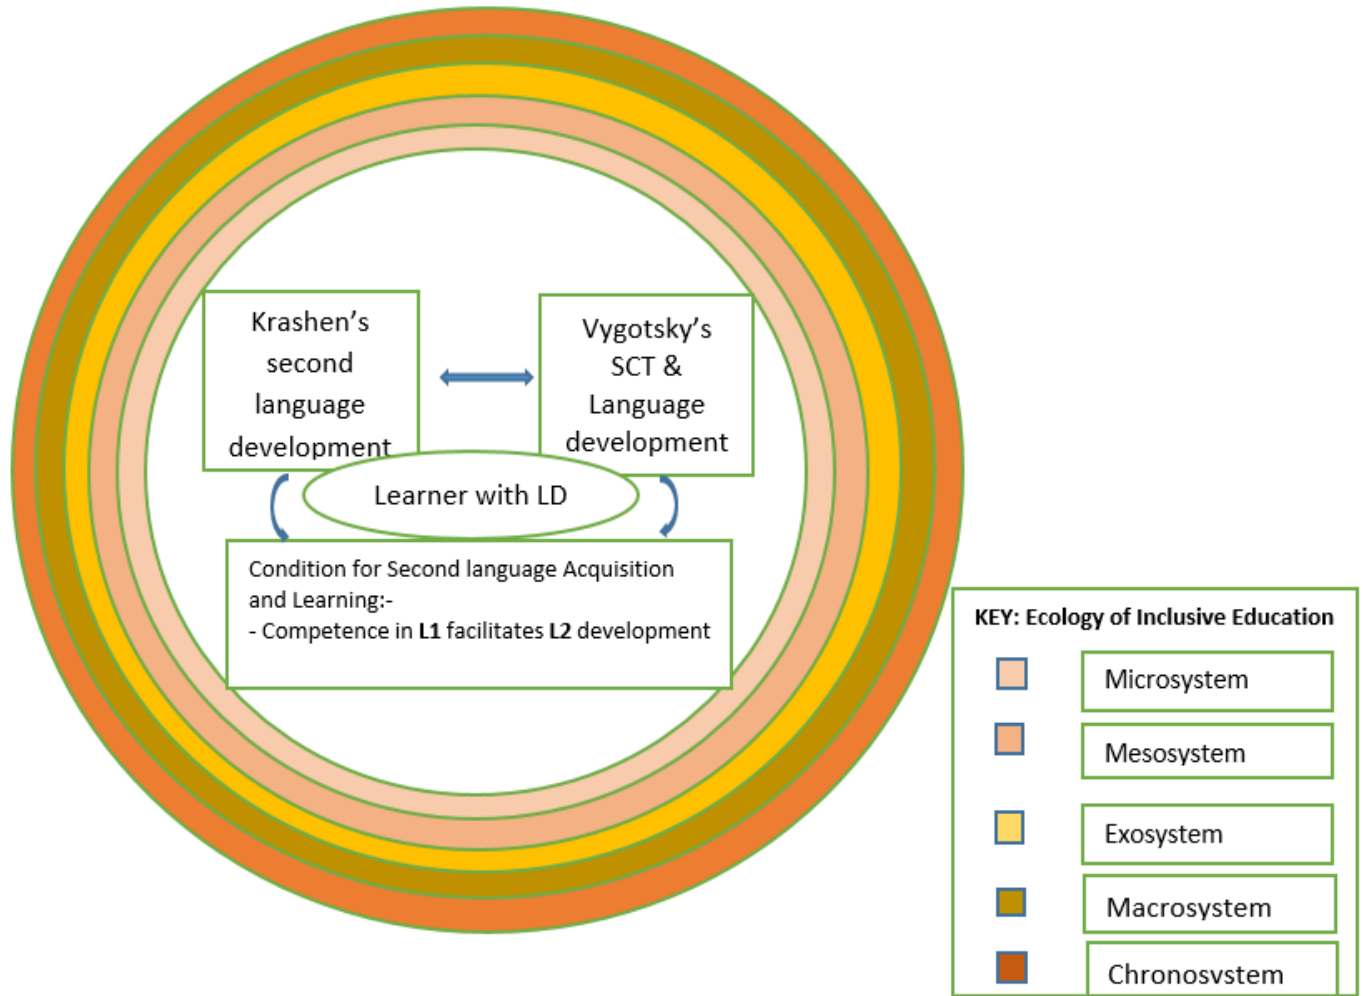 Krashen’s
second
language
development
Vygotsky’s
SCT &
Language
development
Learner with LD
Condition for Second language Acquisition
and Learning:-
- Competence in L1 facilitates L2 development
KEY: Ecology of Inclusive Education
Microsystem
Mesosystem
Exosystem
Macrosystem
Chronosystem